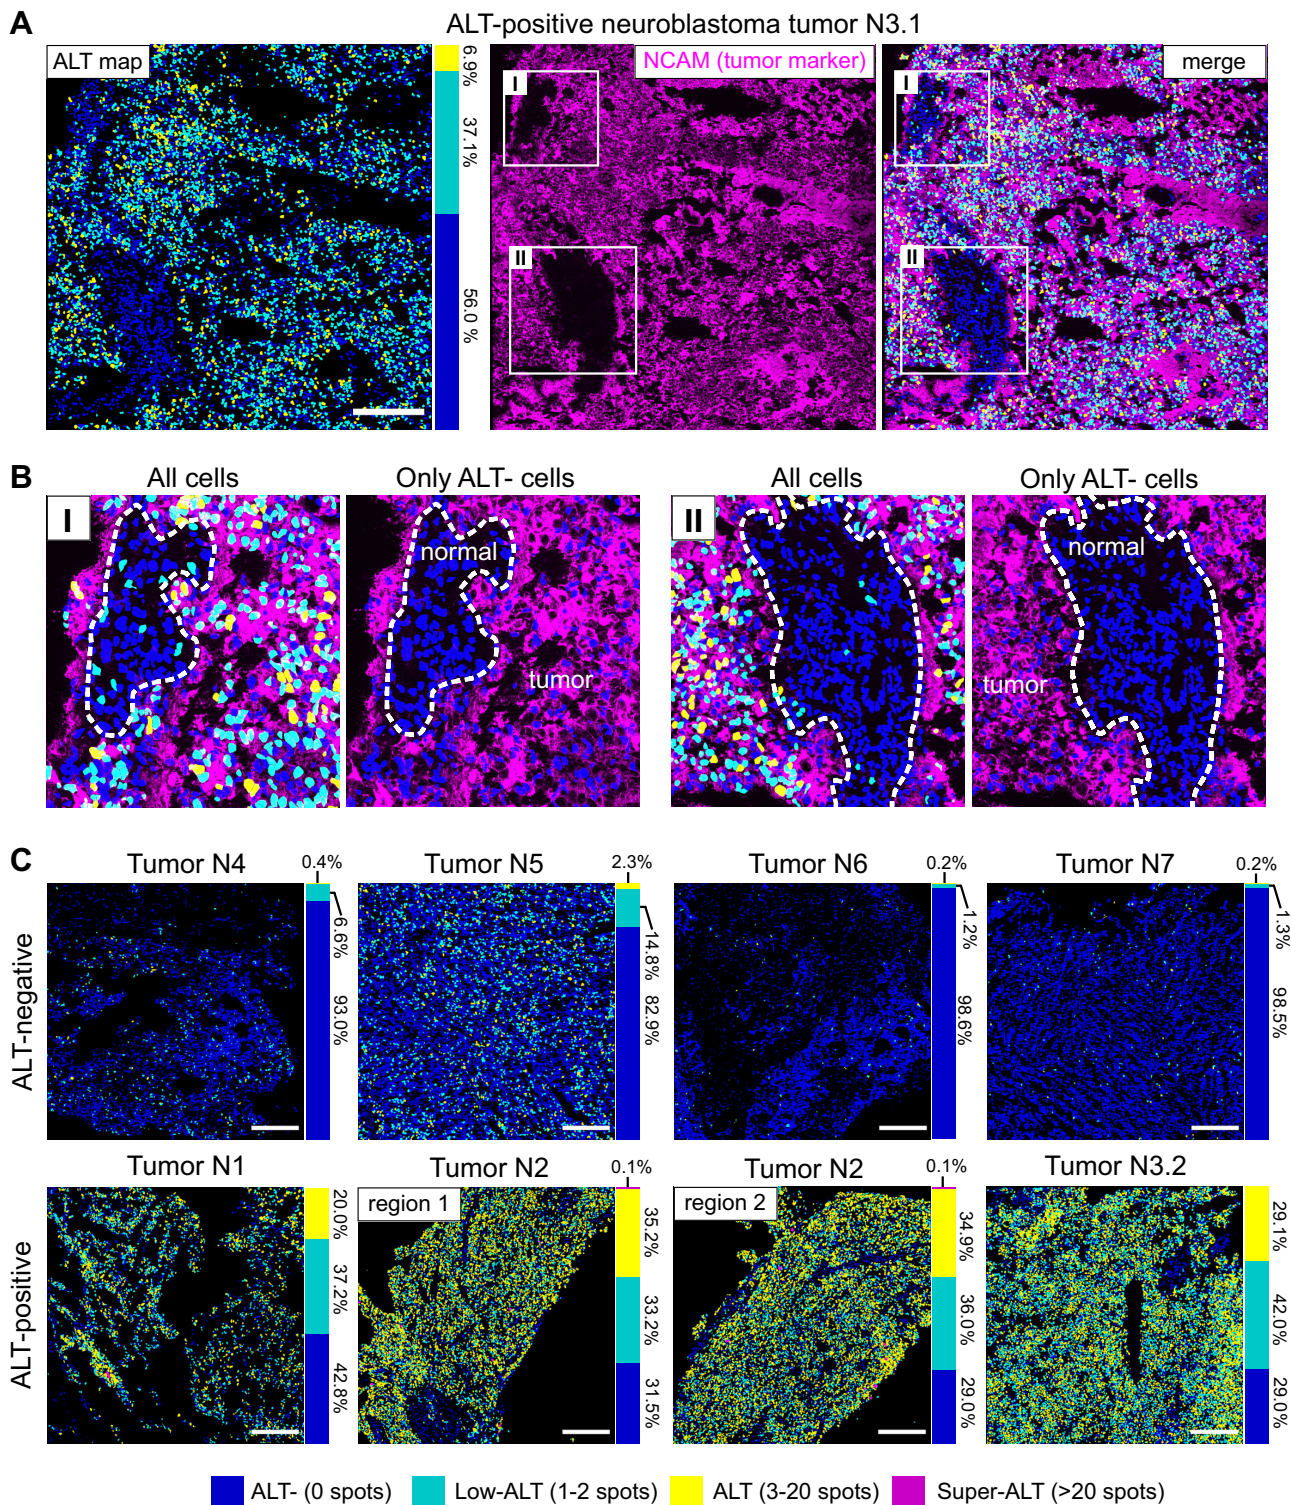 A
ALT-positive neuroblastoma tumor N3.1
ALT map
6.9%
37.1%
56.0 %
NCAM (tumor marker)
I
II
merge
I
II
B
All cells
Only ALT- cells
All cells
Only ALT- cells
I
normal
tumor
II
normal
tumor
C
ALT-negative
Tumor N4
0.4%
6.6%
93.0%
Tumor N5
2.3%
14.8%
82.9%
Tumor N6
0.2%
1.2%
98.6%
Tumor N7
0.2%
1.3%
98.5%
ALT-positive
Tumor N1
20.0%
37.2%
42.8%
Tumor N2
region 1
0.1%
35.2%
33.2%
31.5%
Tumor N2
region 2
0.1%
34.9%
36.0%
29.0%
Tumor N3.2
29.1%
42.0%
29.0%
ALT- (0 spots)
Low-ALT (1-2 spots)
ALT (3-20 spots)
Super-ALT (>20 spots)